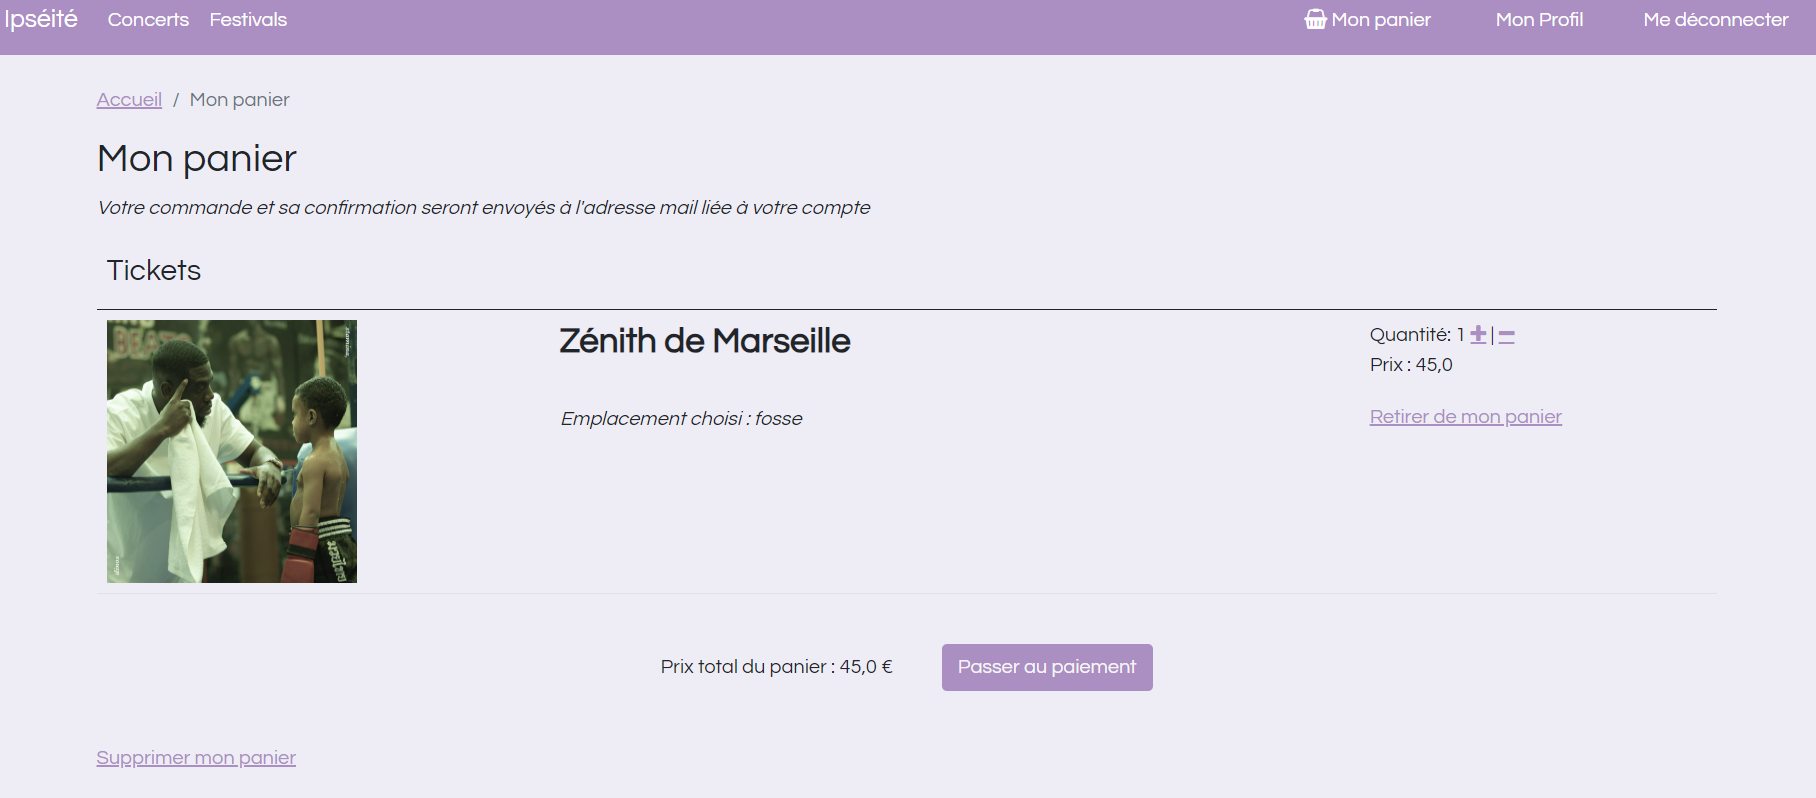 Ipséité Concerts Festivals Mon panier Mon Profil Me déconnecter
Accueil / Mon panier
Mon panier
Votre commande et sa confirmation seront envoyés à l'adresse mail liée à votre compte
Tickets
Zénith de Marseille
Emplacement choisi : fosse
Quantité: 1 + | −
Prix : 45,0
Retirer de mon panier
Prix total du panier : 45,0 € Passer au paiement
Supprimer mon panier